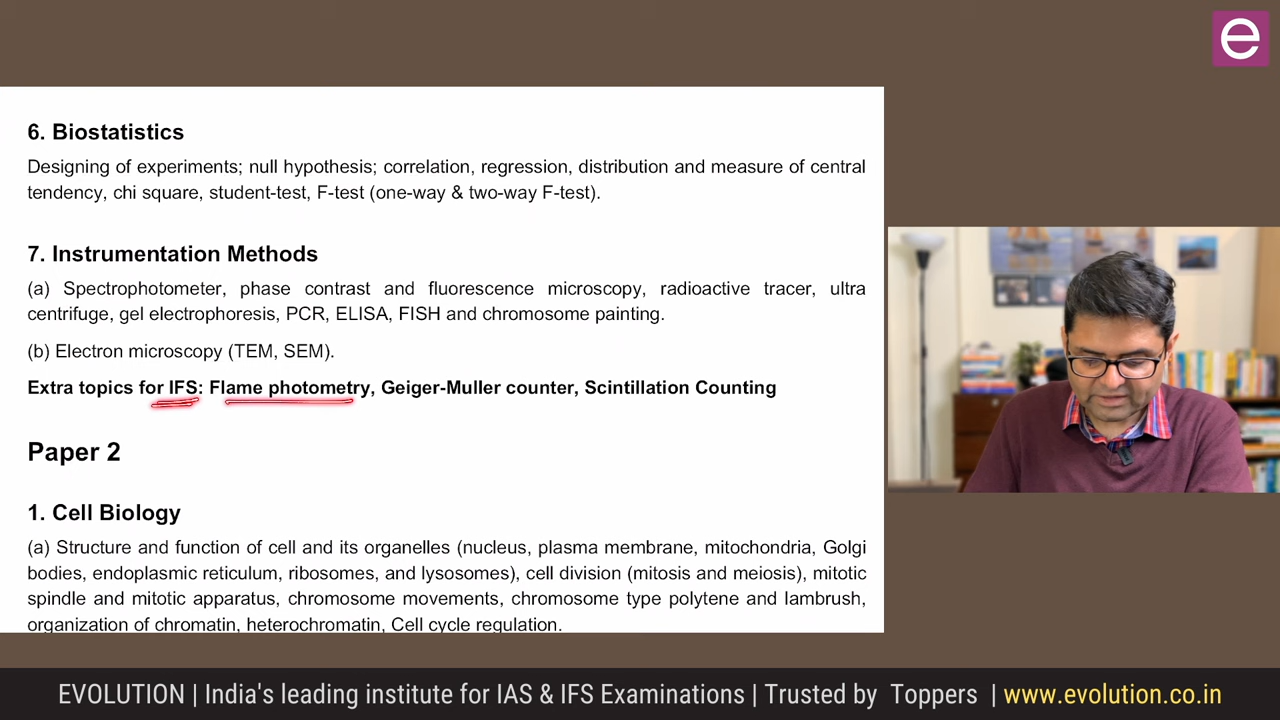 e
6. Biostatistics
Designing of experiments; null hypothesis; correlation, regression, distribution and measure of central
tendency, chi square, student-test, F-test (one-way & two-way F-test).
7. Instrumentation Methods
(a) Spectrophotometer, phase contrast and fluorescence microscopy, radioactive tracer, ultra
centrifuge, gel electrophoresis, PCR, ELISA, FISH and chromosome painting.
(b) Electron microscopy (TEM, SEM).
Extra topics for IFS: Flame photometry, Geiger-Muller counter, Scintillation Counting
Paper 2
1. Cell Biology
(a) Structure and function of cell and its organelles (nucleus, plasma membrane, mitochondria, Golgi
bodies, endoplasmic reticulum, ribosomes, and lysosomes), cell division (mitosis and meiosis), mitotic
spindle and mitotic apparatus, chromosome movements, chromosome type polytene and lambrush,
organization of chromatin, heterochromatin, Cell cycle regulation.
EVOLUTION | India's leading institute for IAS & IFS Examinations | Trusted by Toppers | www.evolution.co.in